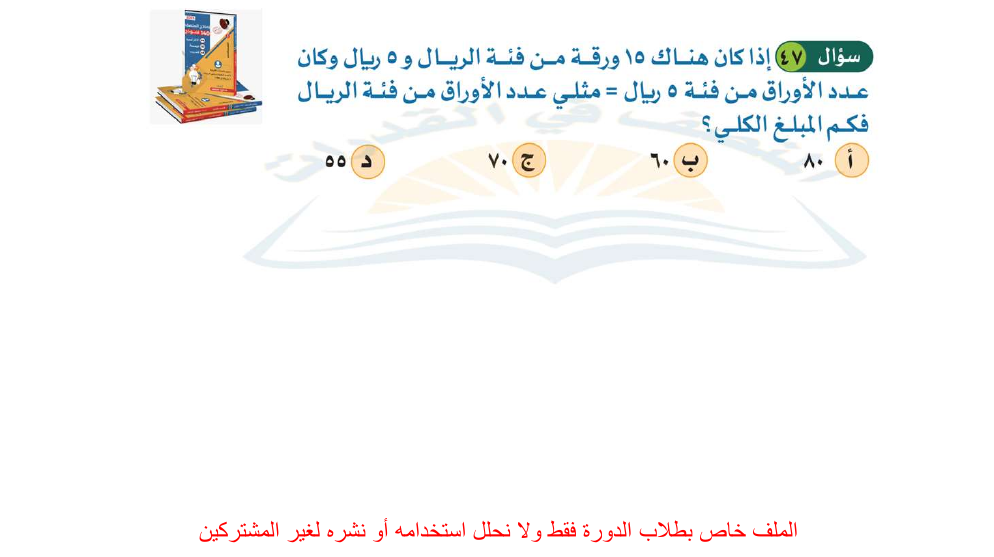 سؤال ٤٧ إذا كان هناك ١٥ ورقة من فئة الريال و ٥ ريال وكان
عدد الأوراق من فئة ٥ ريال = مثلي عدد الأوراق من فئة الريال
فكم المبلغ الكلي؟
أ ٨٠ ب ٦٠ ج ٧٠ د ٥٥
الملف خاص بطلاب الدورة فقط ولا نحلل استخدامه أو نشره لغير المشتركين